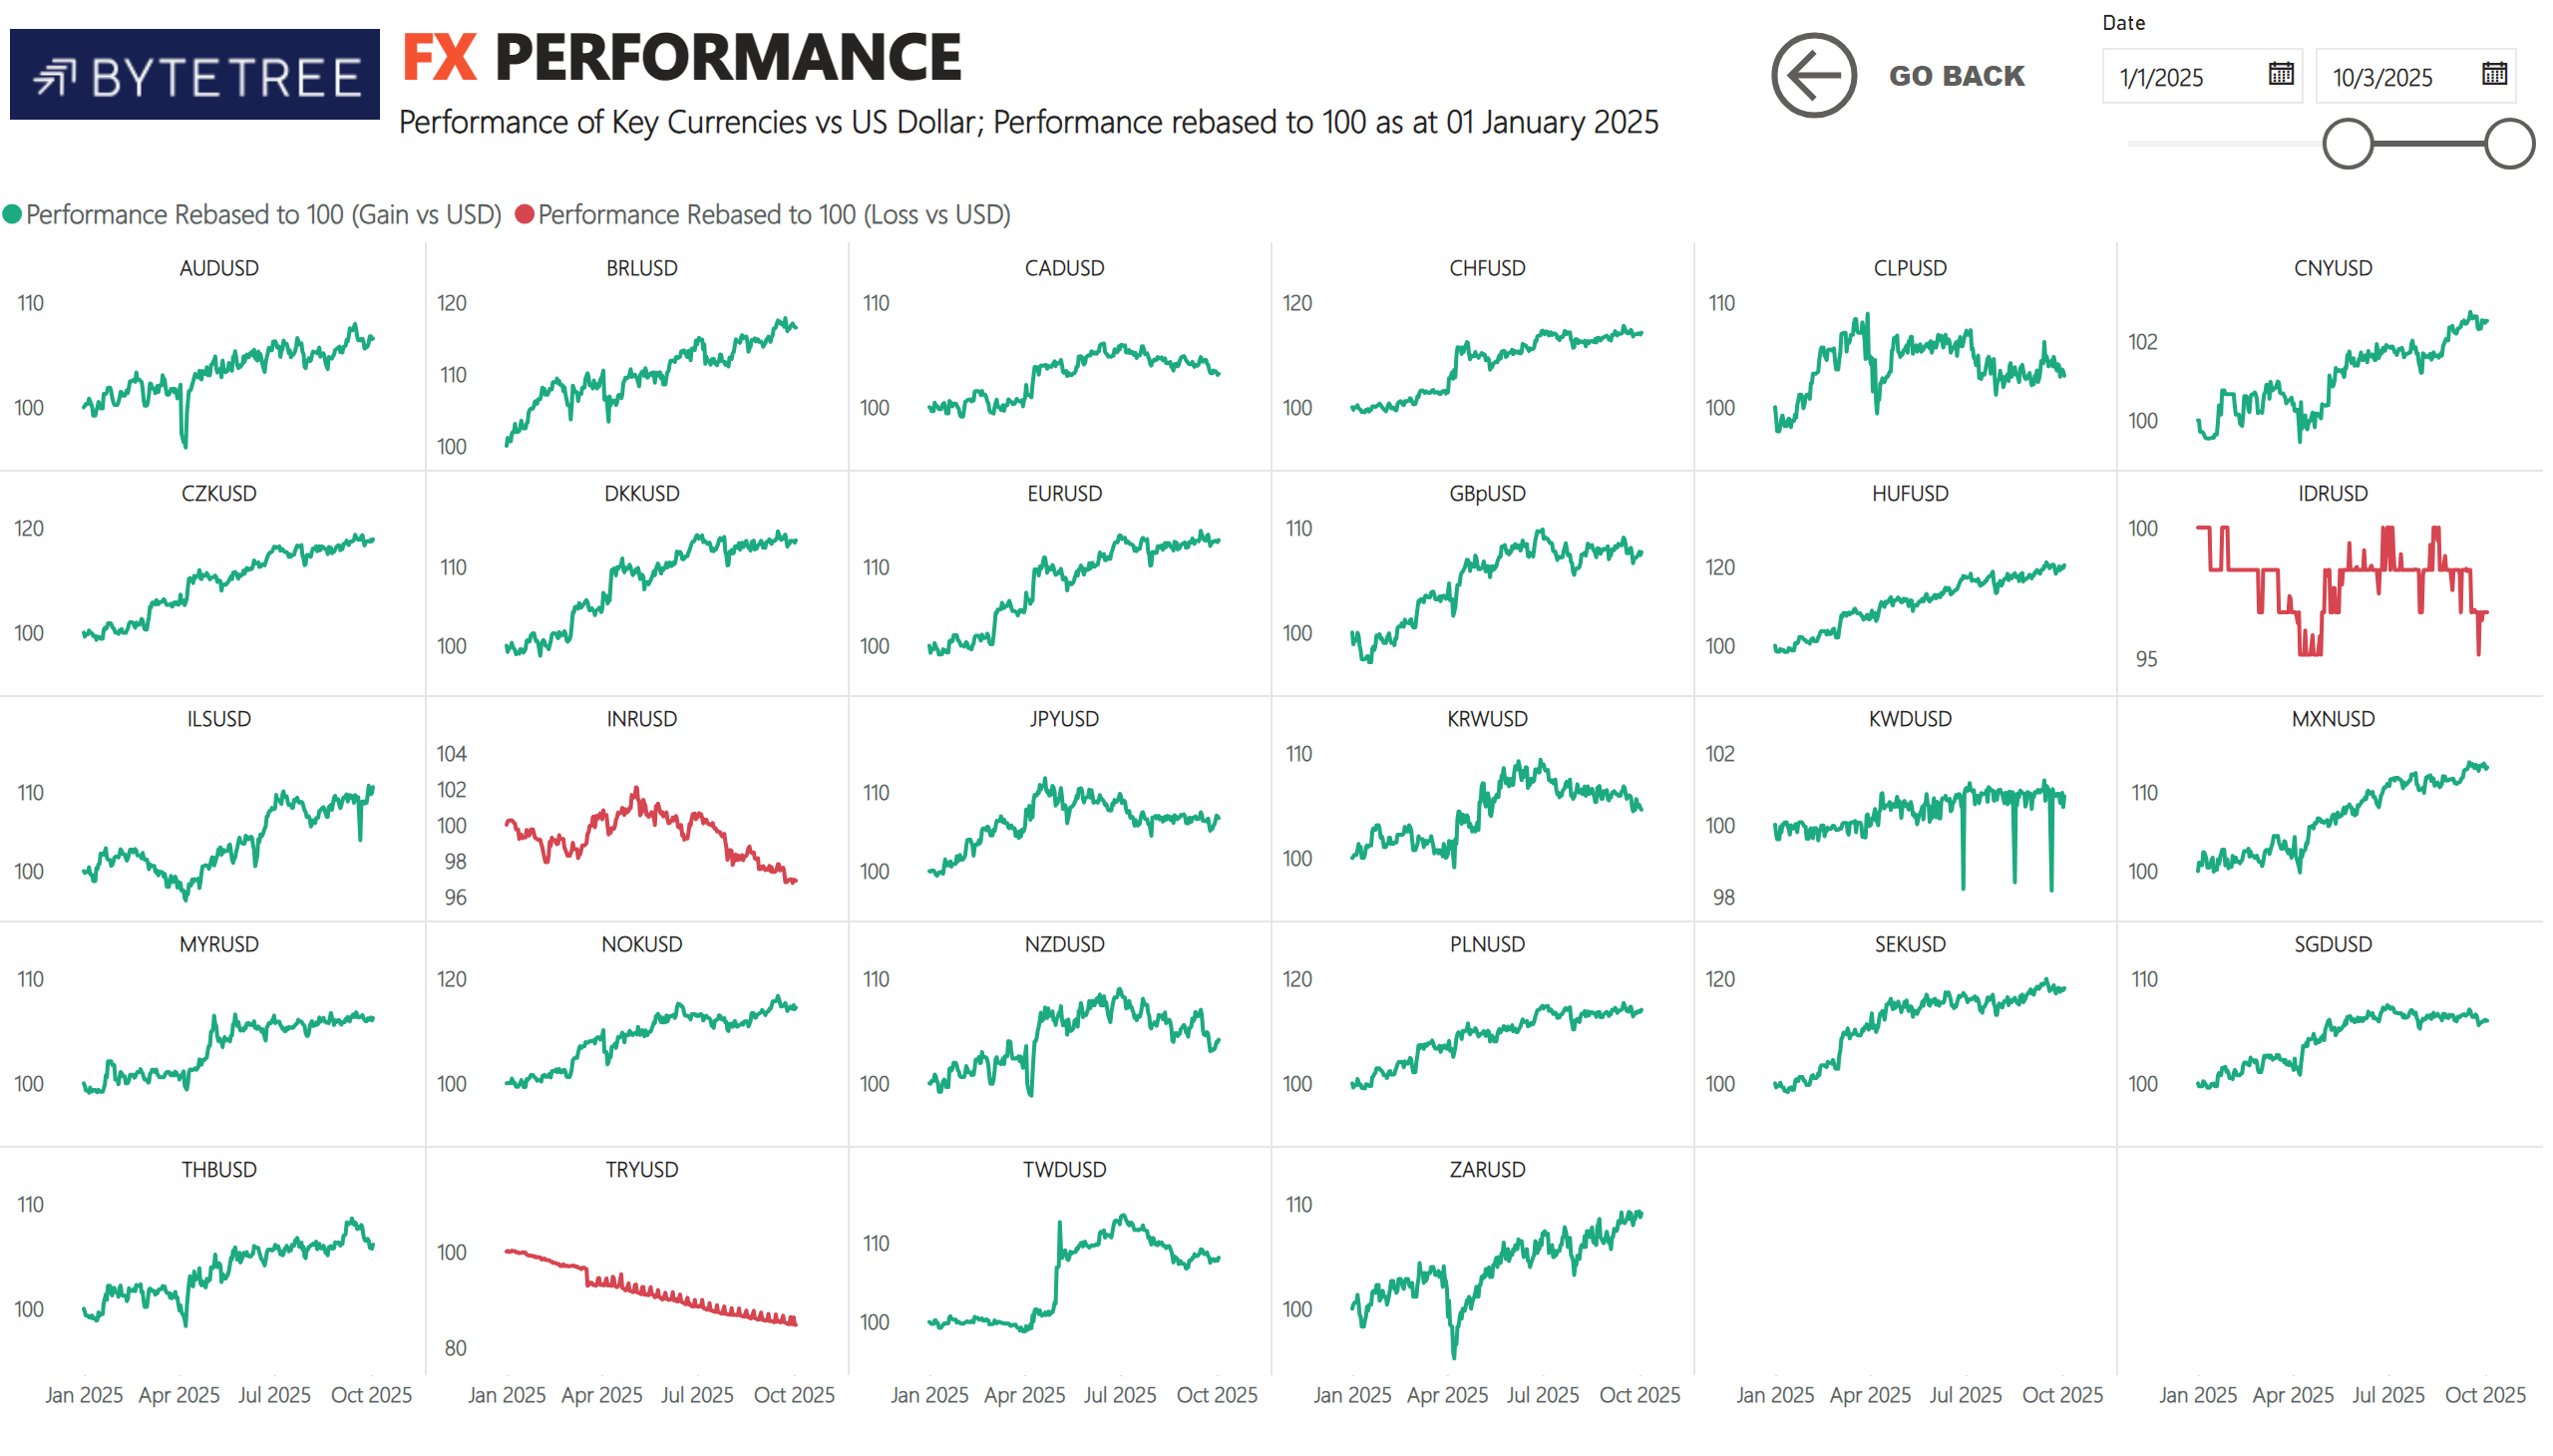 BYTETREE
FX PERFORMANCE
Performance of Key Currencies vs US Dollar; Performance rebased to 100 as at 01 January 2025
GO BACK
Date
1/1/2025
10/3/2025
Performance Rebased to 100 (Gain vs USD)
Performance Rebased to 100 (Loss vs USD)
AUDUSD
110
100
BRLUSD
120
110
100
CADUSD
110
100
CHFUSD
120
100
CLPUSD
110
100
CNYUSD
102
100
CZKUSD
120
100
DKKUSD
110
100
EURUSD
110
100
GBpUSD
110
100
HUFUSD
120
100
IDRUSD
100
95
ILSUSD
110
100
INRUSD
104
102
100
98
96
JPYUSD
110
100
KRWUSD
110
100
KWDUSD
102
100
98
MXNUSD
110
100
MYRUSD
110
100
NOKUSD
120
100
NZDUSD
110
100
PLNUSD
120
100
SEKUSD
120
100
SGDUSD
110
100
THBUSD
110
100
TRYUSD
100
80
TWDUSD
110
100
ZARUSD
110
100
Jan 2025 Apr 2025 Jul 2025 Oct 2025
Jan 2025 Apr 2025 Jul 2025 Oct 2025
Jan 2025 Apr 2025 Jul 2025 Oct 2025
Jan 2025 Apr 2025 Jul 2025 Oct 2025
Jan 2025 Apr 2025 Jul 2025 Oct 2025
Jan 2025 Apr 2025 Jul 2025 Oct 2025